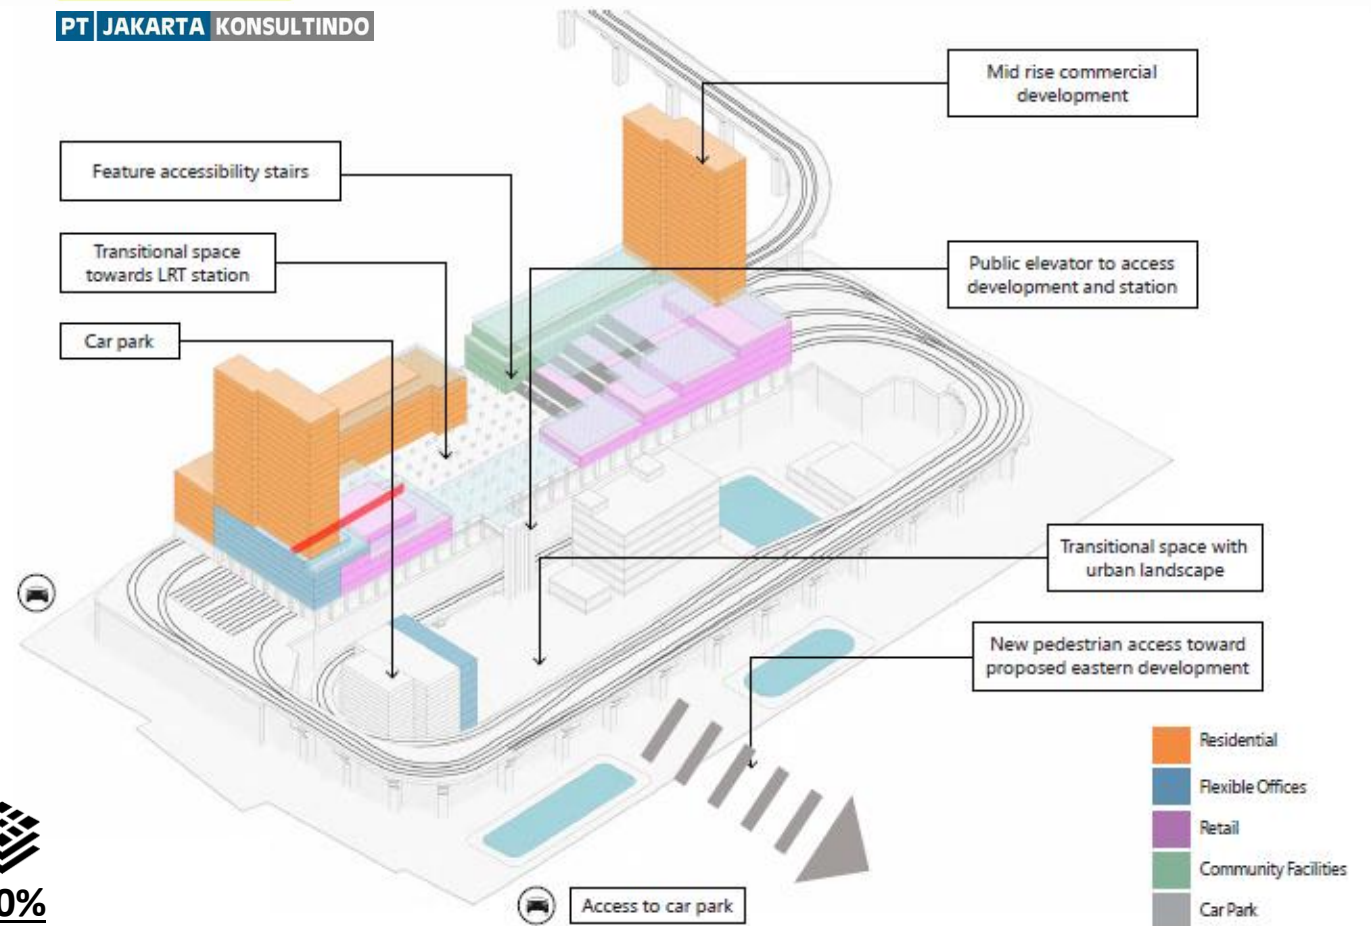 PT JAKARTA KONSULTINDO
Mid rise commercial
development
Feature accessibility stairs
Transitional space
towards LRT station
Public elevator to access
development and station
Car park
Transitional space with
urban landscape
New pedestrian access toward
proposed eastern development
Residential
Flexible Offices
Retail
Community Facilities
Car Park
0%
Access to car park